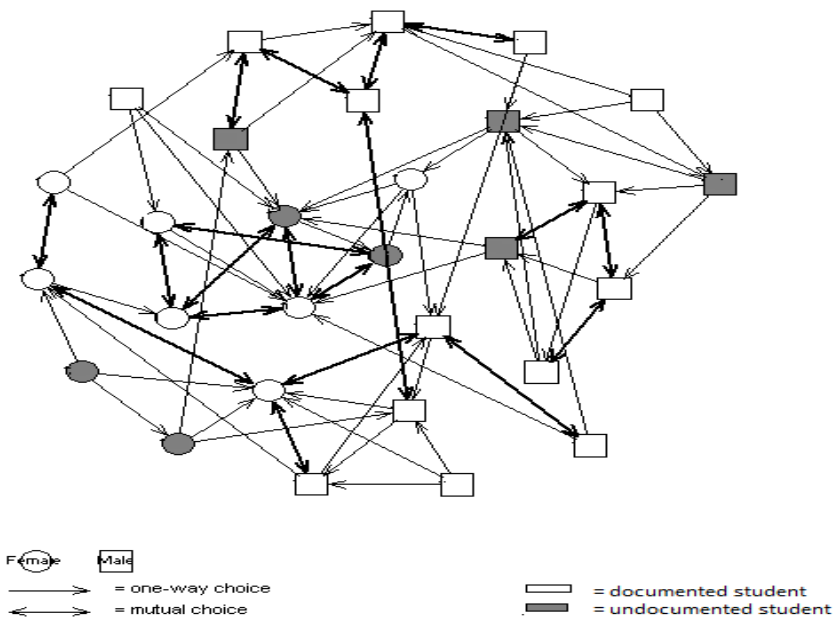 Female Male
= one-way choice
= mutual choice
= documented student
= undocumented student